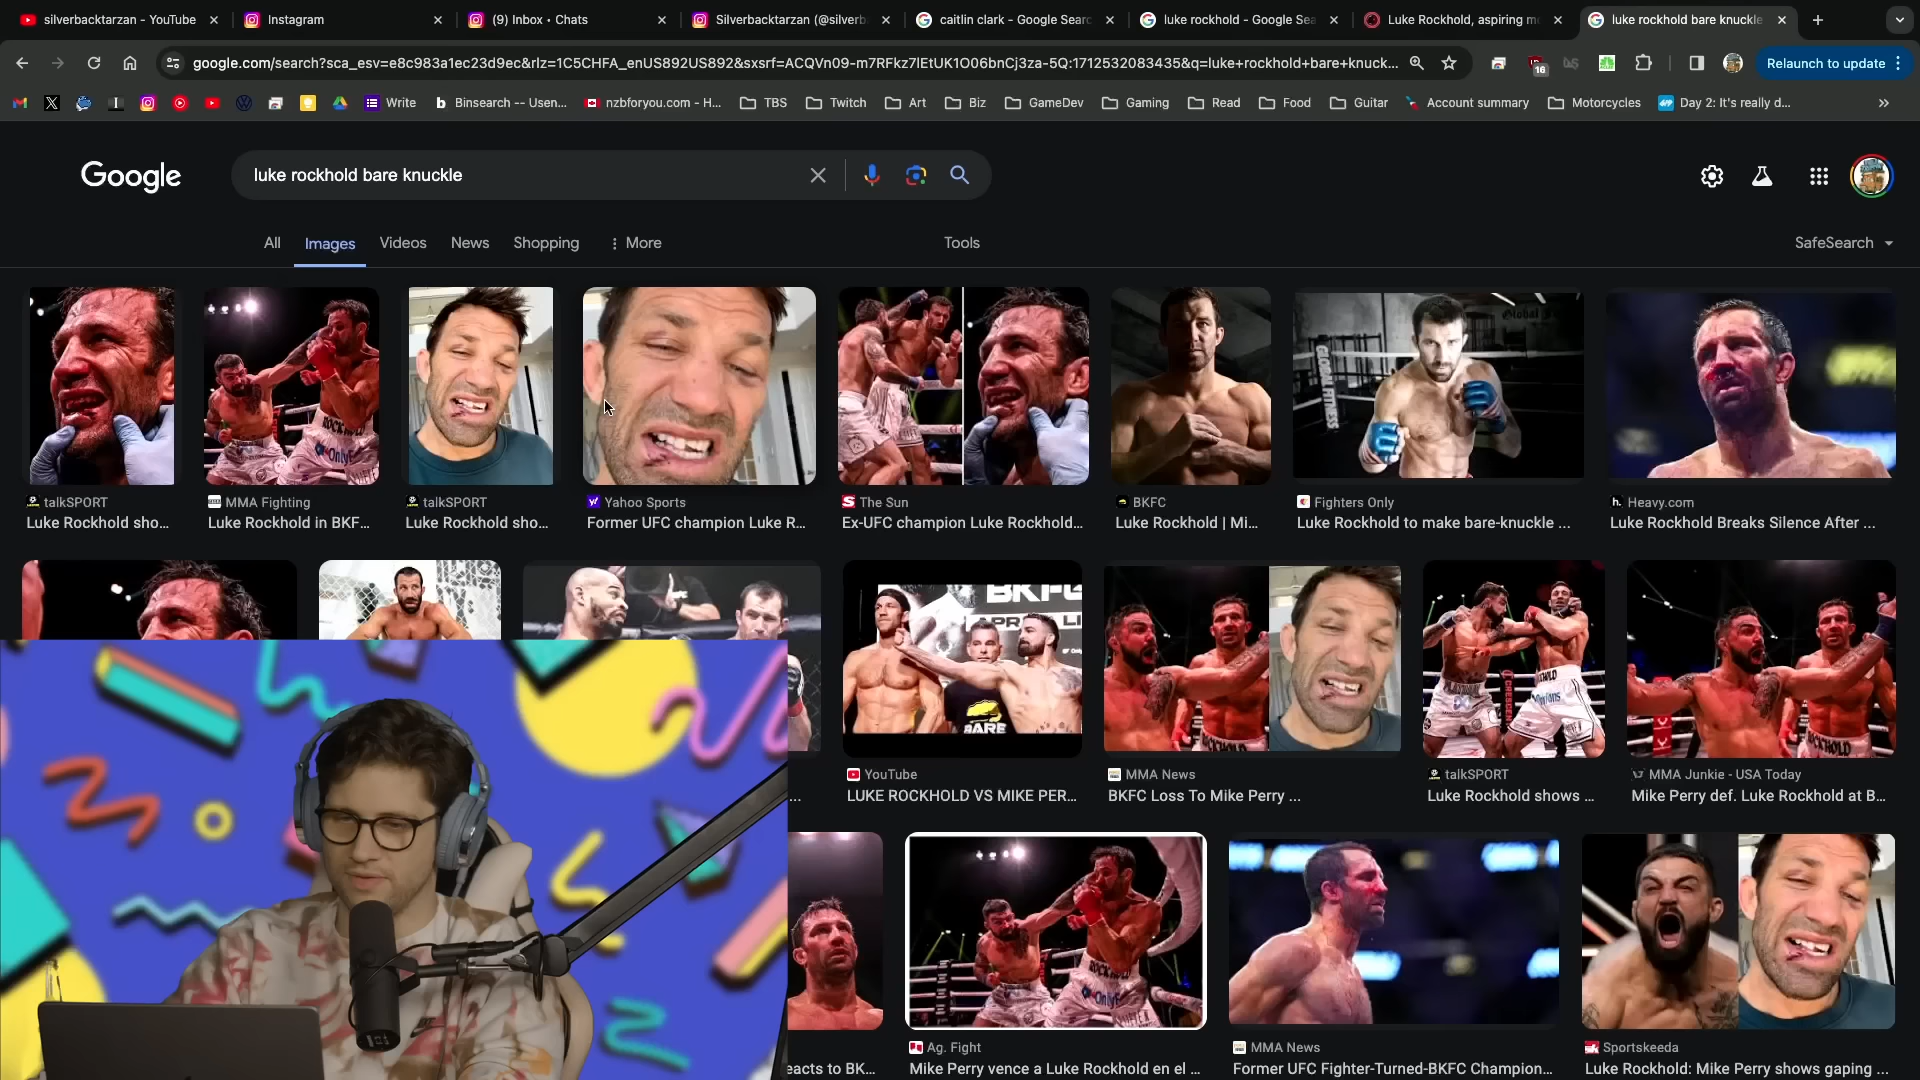 silverbacktarzan - YouTube
Instagram
(9) Inbox • Chats
Silverbacktarzan (@silverb
caitlin clark - Google Searc
luke rockhold - Google Sea
Luke Rockhold, aspiring m
luke rockhold bare knuckle
google.com/search?sca_esv=e8c983a1ec23d9ec&rlz=1C5CHFA_enUS892US892&sxsrf=ACQVn09-m7RFkz7lEtUK1O06bnCj3za-5Q:1712532083435&q=luke+rockhold+bare+knuck...
16
Relaunch to update
Write
Binsearch -- Usen...
nzbforyou.com - H...
TBS
Twitch
Art
Biz
GameDev
Gaming
Read
Food
Guitar
Account summary
Motorcycles
Day 2: It's really d...
Google
luke rockhold bare knuckle
All
Images
Videos
News
Shopping
More
Tools
SafeSearch
GLOBAL FITNESS
talkSPORT
Luke Rockhold sho...
MMA Fighting
Luke Rockhold in BKF...
talkSPORT
Luke Rockhold sho...
Yahoo Sports
Former UFC champion Luke R...
The Sun
Ex-UFC champion Luke Rockhold...
BKFC
Luke Rockhold | Mi...
Fighters Only
Luke Rockhold to make bare-knuckle ...
Heavy.com
Luke Rockhold Breaks Silence After ...
BKFC
BARE
ROCKHOLD
...
YouTube
LUKE ROCKHOLD VS MIKE PER...
MMA News
BKFC Loss To Mike Perry ...
talkSPORT
Luke Rockhold shows ...
MMA Junkie - USA Today
Mike Perry def. Luke Rockhold at B...
ROCKHOLD
eacts to BK...
Ag. Fight
Mike Perry vence a Luke Rockhold en el ...
MMA News
Former UFC Fighter-Turned-BKFC Champion...
Sportskeeda
Luke Rockhold: Mike Perry shows gaping ...